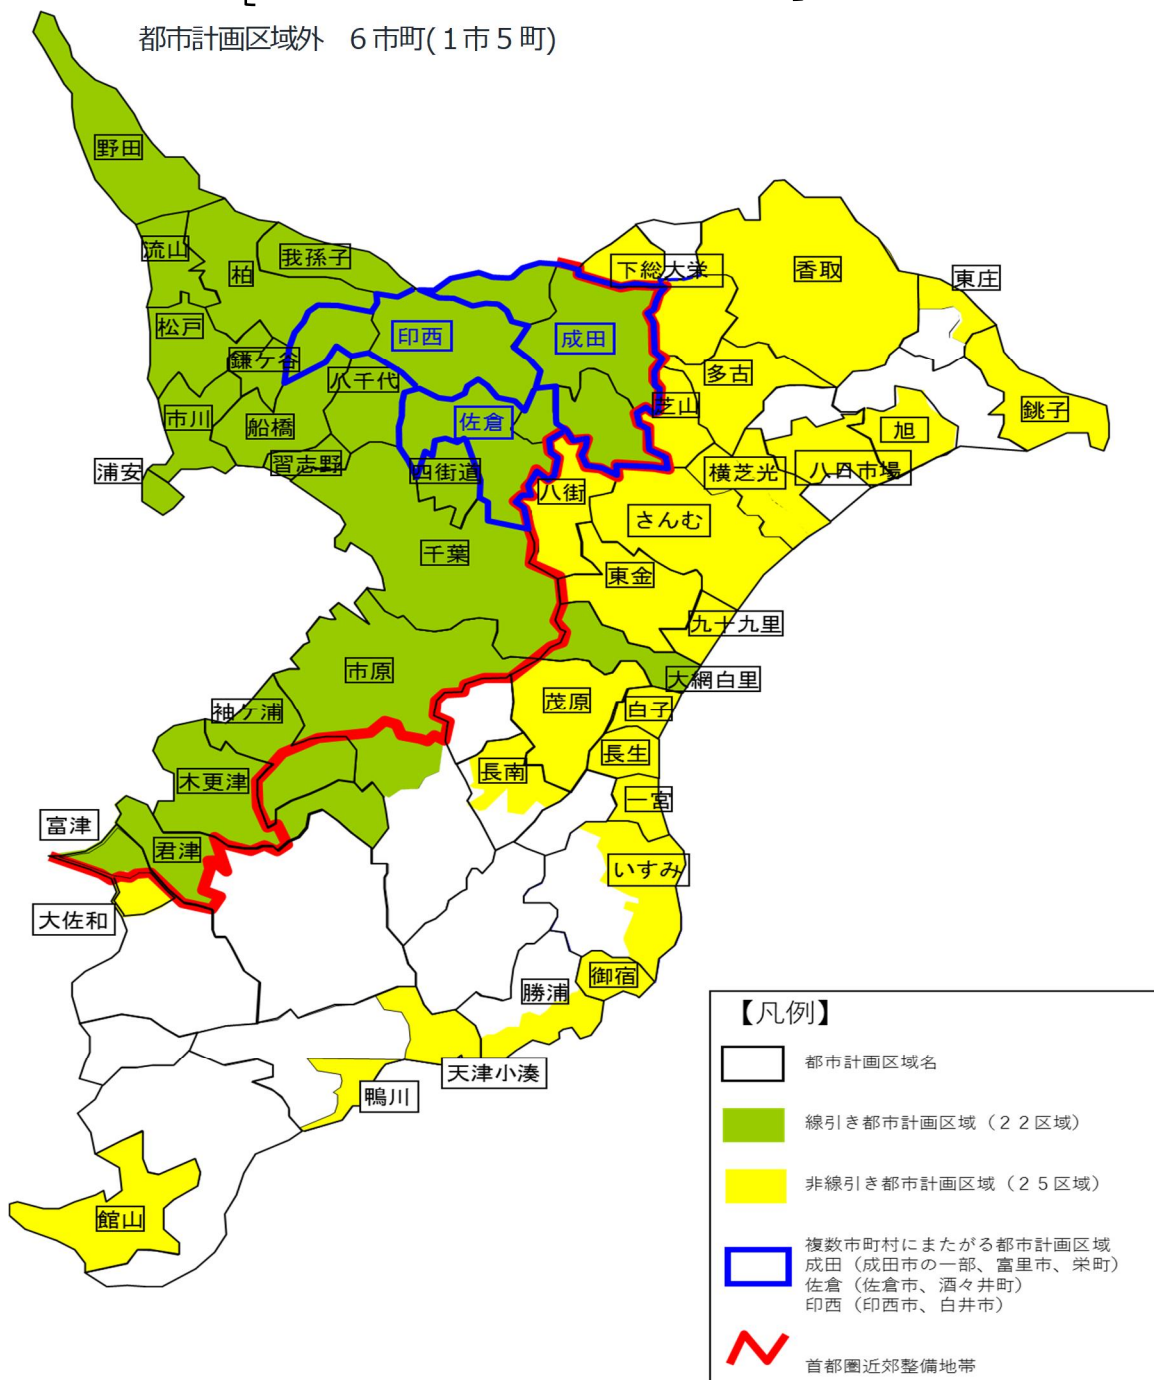 都市計画区域外　６市町(１市５町)
野田
流山
柏
我孫子
下総大栄
香取
東庄
松戸
印西
成田
鎌ケ谷
八千代
多古
芝山
市川
船橋
佐倉
旭
銚子
浦安
習志野
四街道
八街
横芝光
八日市場
さんむ
千葉
東金
九十九里
市原
大網白里
袖ケ浦
茂原
白子
長生
木更津
長南
一宮
富津
君津
いすみ
大佐和
御宿
勝浦
天津小湊
鴨川
館山
【凡例】
都市計画区域名
線引き都市計画区域（２２区域）
非線引き都市計画区域（２５区域）
複数市町村にまたがる都市計画区域
成田（成田市の一部、富里市、栄町）
佐倉（佐倉市、酒々井町）
印西（印西市、白井市）
首都圏近郊整備地帯